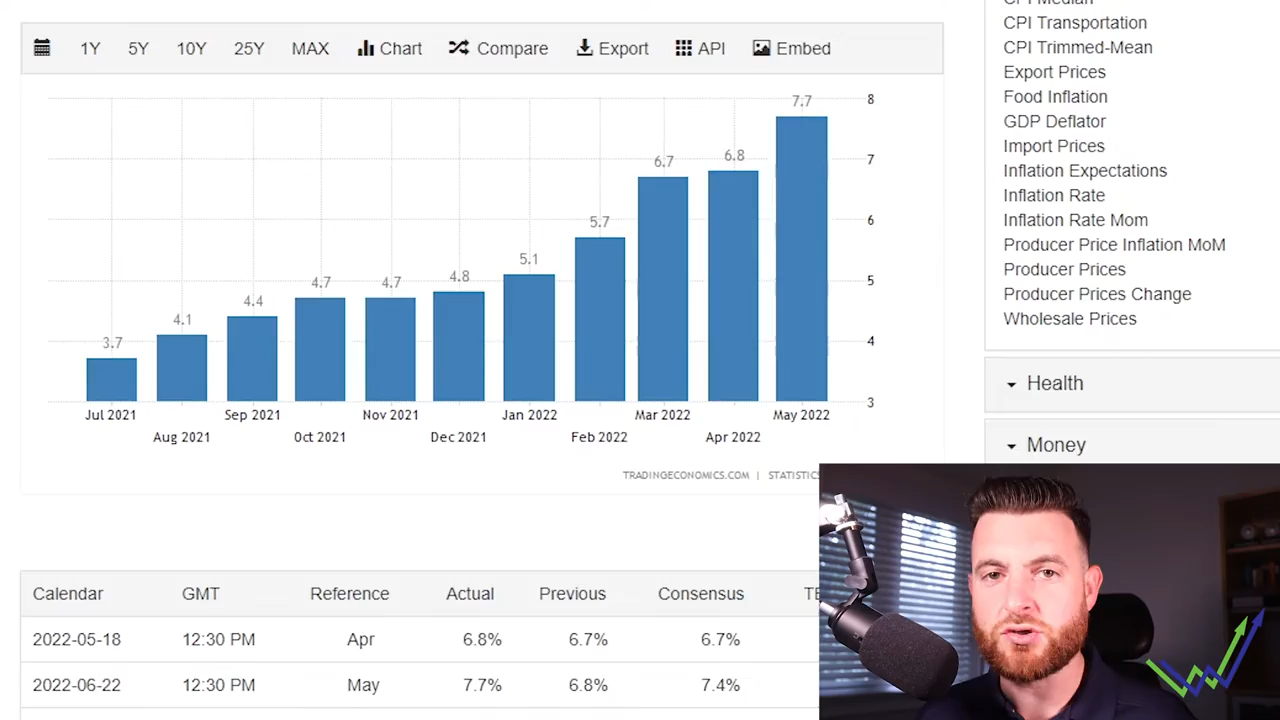 1Y 5Y 10Y 25Y MAX Chart Compare Export API Embed
8
7
6
5
4
3
3.7
4.1
4.4
4.7
4.7
4.8
5.1
5.7
6.7
6.8
7.7
Jul 2021 Sep 2021 Nov 2021 Jan 2022 Mar 2022 May 2022
Aug 2021 Oct 2021 Dec 2021 Feb 2022 Apr 2022
TRADINGECONOMICS.COM | STATISTICS
Calendar GMT Reference Actual Previous Consensus
2022-05-18 12:30 PM Apr 6.8% 6.7% 6.7%
2022-06-22 12:30 PM May 7.7% 6.8% 7.4%
CPI Median
CPI Transportation
CPI Trimmed-Mean
Export Prices
Food Inflation
GDP Deflator
Import Prices
Inflation Expectations
Inflation Rate
Inflation Rate Mom
Producer Price Inflation MoM
Producer Prices
Producer Prices Change
Wholesale Prices
Health
Money